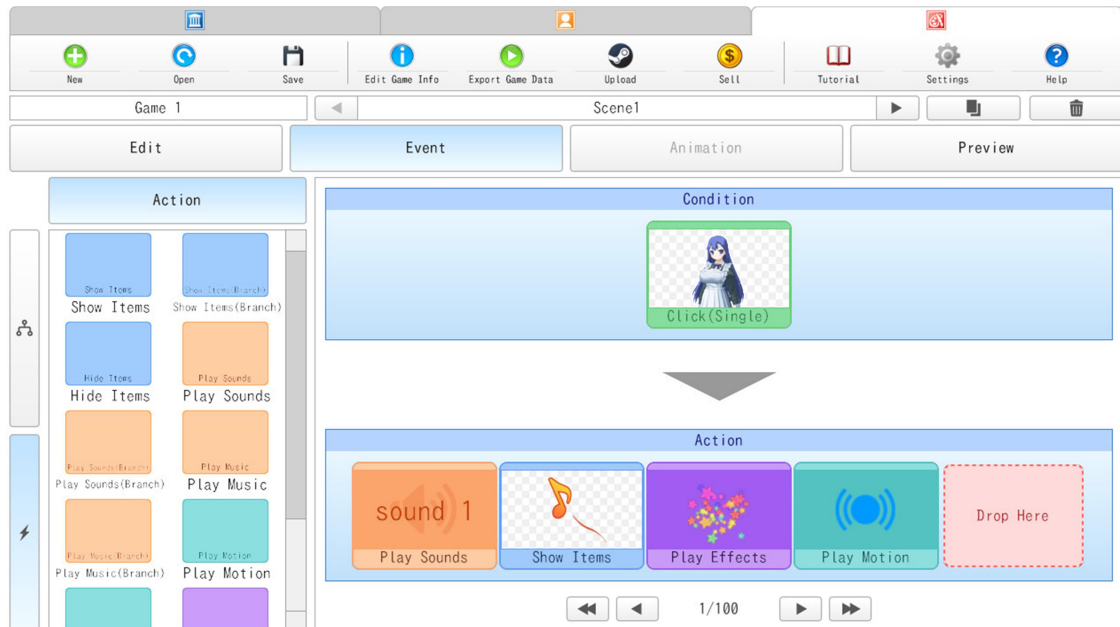 New
Open
Save
Edit Game Info
Export Game Data
Upload
Sell
Tutorial
Settings
Help
Game 1
Scene1
Edit
Event
Animation
Preview
Action
Show Items
Show Items(Branch)
Show Items
Show Items(Branch)
Hide Items
Play Sounds
Hide Items
Play Sounds
Play Sounds(Branch)
Play Music
Play Sounds(Branch)
Play Music
Play Music(Branch)
Play Motion
Play Music(Branch)
Play Motion
Condition
Click(Single)
Action
sound 1
Play Sounds
Show Items
Play Effects
Play Motion
Drop Here
1/100